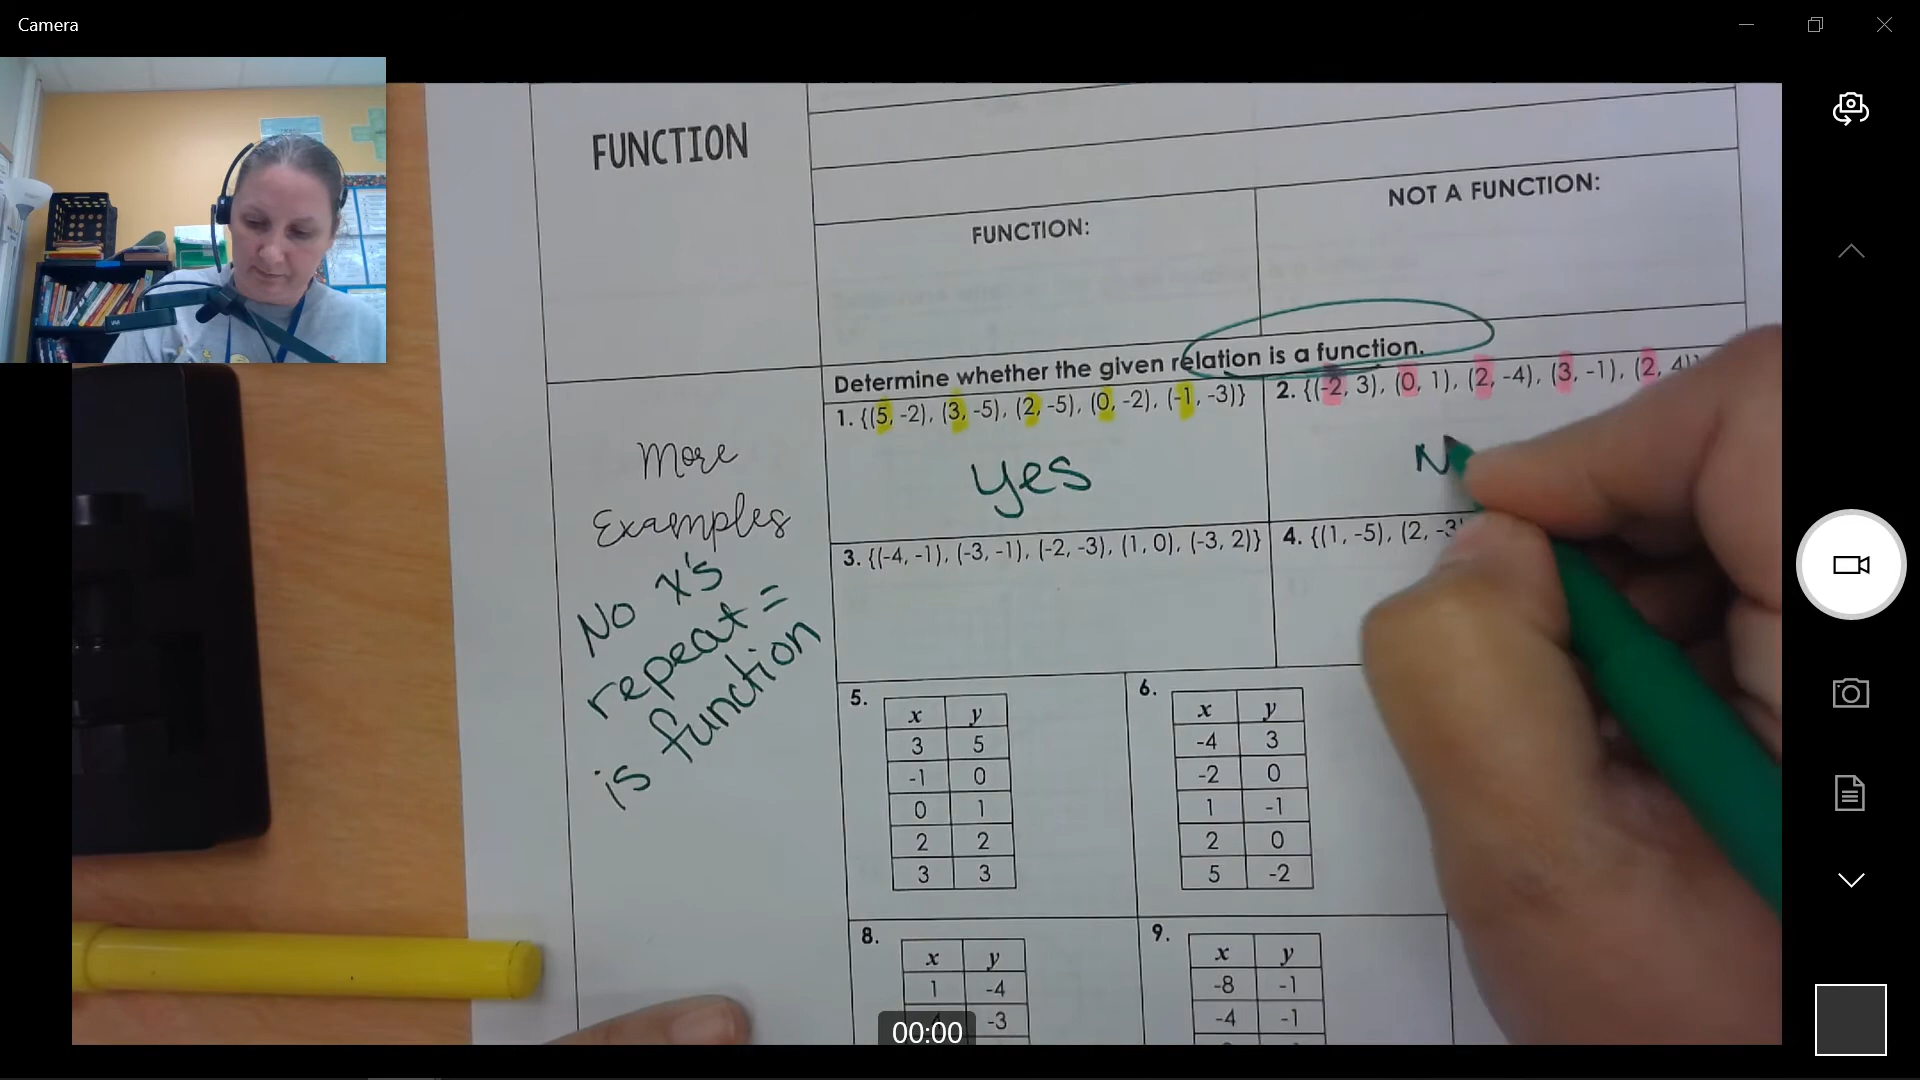 Camera
FUNCTION
FUNCTION:
NOT A FUNCTION:
Determine whether the given relation is a function.
1. {(5, -2), (3, -5), (2, -5), (0, -2), (-1, -3)}
2. {(-2, 3), (0, 1), (2, -4), (3, -1), (2, 4)}
yes
N
More
Examples
No x's
repeat =
is function
3. {(-4, -1), (-3, -1), (-2, -3), (1, 0), (-3, 2)}
4. {(1, -5), (2, -3
5.
x y
3 5
-1 0
0 1
2 2
3 3
6.
x y
-4 3
-2 0
1 -1
2 0
5 -2
8.
x y
1 -4
-3
9.
x y
-8 -1
-4 -1
00:00